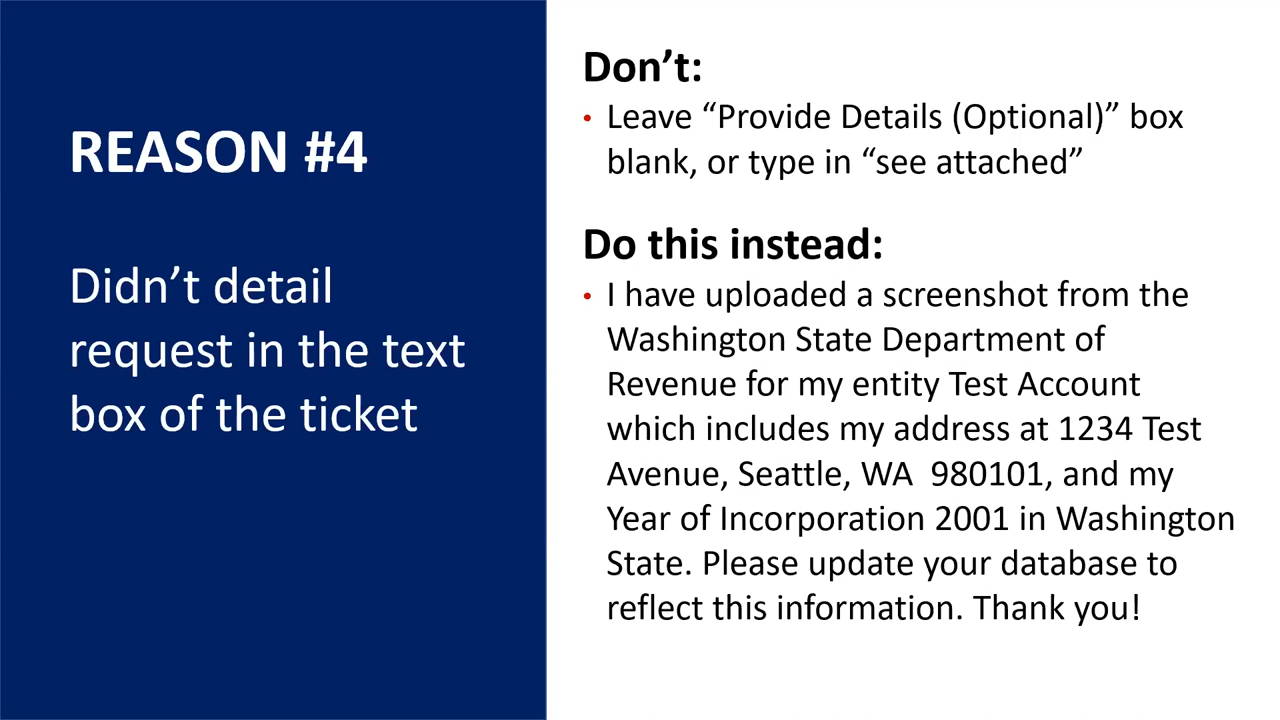 REASON #4
Didn’t detail
request in the text
box of the ticket
Don’t:
• Leave “Provide Details (Optional)” box
blank, or type in “see attached”
Do this instead:
• I have uploaded a screenshot from the
Washington State Department of
Revenue for my entity Test Account
which includes my address at 1234 Test
Avenue, Seattle, WA  980101, and my
Year of Incorporation 2001 in Washington
State. Please update your database to
reflect this information. Thank you!